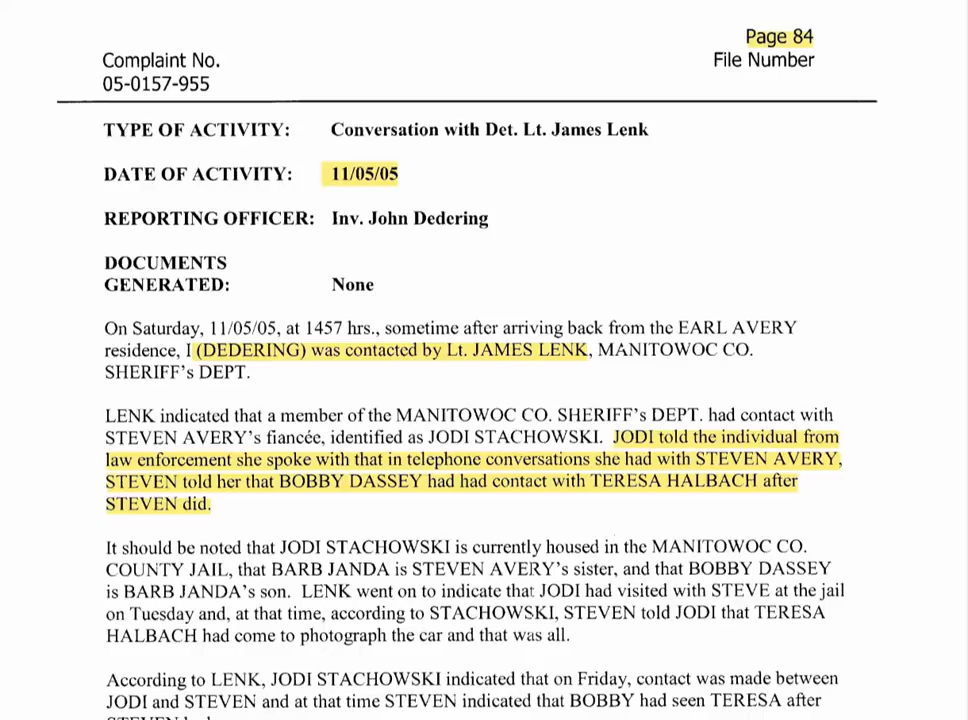 Page 84
Complaint No.
File Number
05-0157-955
TYPE OF ACTIVITY: Conversation with Det. Lt. James Lenk
DATE OF ACTIVITY: 11/05/05
REPORTING OFFICER: Inv. John Dedering
DOCUMENTS
GENERATED: None
On Saturday, 11/05/05, at 1457 hrs., sometime after arriving back from the EARL AVERY
residence, I (DEDERING) was contacted by Lt. JAMES LENK, MANITOWOC CO.
SHERIFF's DEPT.
LENK indicated that a member of the MANITOWOC CO. SHERIFF's DEPT. had contact with
STEVEN AVERY's fiancée, identified as JODI STACHOWSKI. JODI told the individual from
law enforcement she spoke with that in telephone conversations she had with STEVEN AVERY,
STEVEN told her that BOBBY DASSEY had had contact with TERESA HALBACH after
STEVEN did.
It should be noted that JODI STACHOWSKI is currently housed in the MANITOWOC CO.
COUNTY JAIL, that BARB JANDA is STEVEN AVERY's sister, and that BOBBY DASSEY
is BARB JANDA's son. LENK went on to indicate that JODI had visited with STEVE at the jail
on Tuesday and, at that time, according to STACHOWSKI, STEVEN told JODI that TERESA
HALBACH had come to photograph the car and that was all.
According to LENK, JODI STACHOWSKI indicated that on Friday, contact was made between
JODI and STEVEN and at that time STEVEN indicated that BOBBY had seen TERESA after